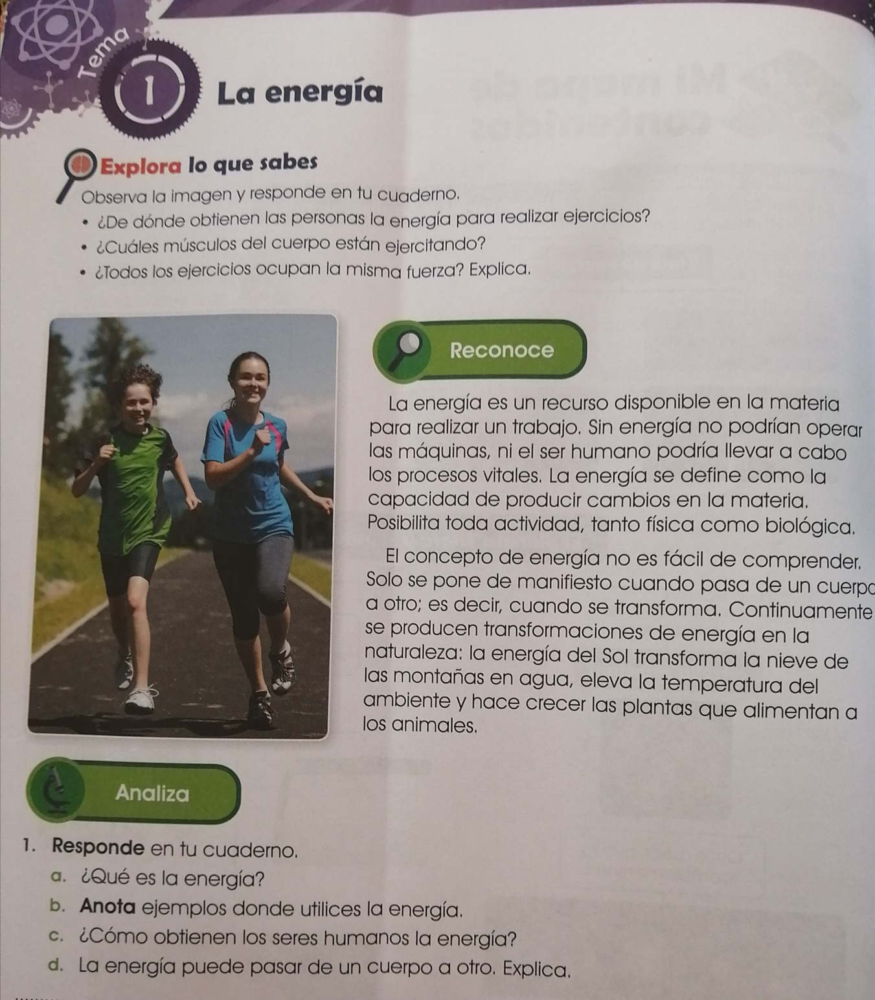 Tema
1
La energía
Explora lo que sabes
Observa la imagen y responde en tu cuaderno.
• ¿De dónde obtienen las personas la energía para realizar ejercicios?
• ¿Cuáles músculos del cuerpo están ejercitando?
• ¿Todos los ejercicios ocupan la misma fuerza? Explica.
Reconoce
La energía es un recurso disponible en la materia
para realizar un trabajo. Sin energía no podrían operar
las máquinas, ni el ser humano podría llevar a cabo
los procesos vitales. La energía se define como la
capacidad de producir cambios en la materia.
Posibilita toda actividad, tanto física como biológica.
El concepto de energía no es fácil de comprender.
Solo se pone de manifiesto cuando pasa de un cuerpo
a otro; es decir, cuando se transforma. Continuamente
se producen transformaciones de energía en la
naturaleza: la energía del Sol transforma la nieve de
las montañas en agua, eleva la temperatura del
ambiente y hace crecer las plantas que alimentan a
los animales.
Analiza
1. Responde en tu cuaderno.
a. ¿Qué es la energía?
b. Anota ejemplos donde utilices la energía.
c. ¿Cómo obtienen los seres humanos la energía?
d. La energía puede pasar de un cuerpo a otro. Explica.